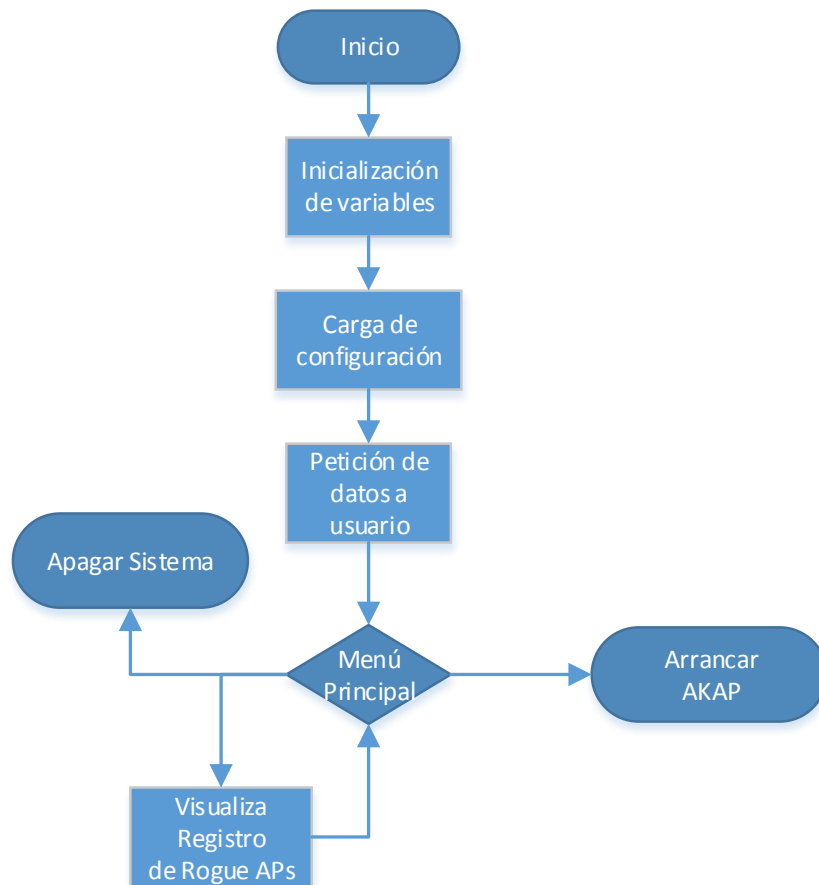 Inicio
Inicialización
de variables
Carga de
configuración
Petición de
datos a
usuario
Apagar Sistema
Menú
Principal
Arrancar
AKAP
Visualiza
Registro
de Rogue APs